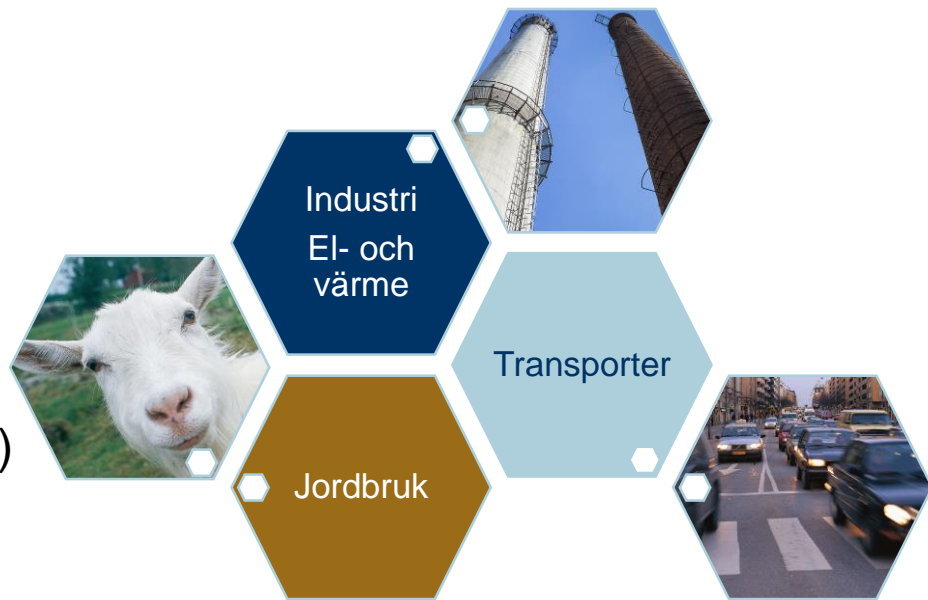 Industri
El- och
värme
Transporter
)
Jordbruk